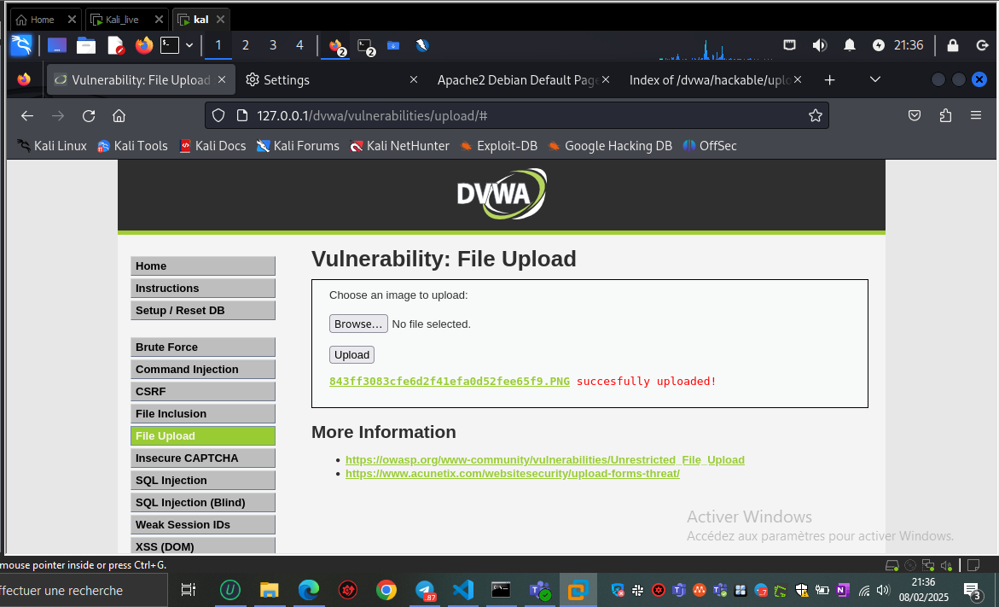 Home Kali_live kal
1 2 3 4 2 2 21:36
Vulnerability: File Upload Settings Apache2 Debian Default Pag Index of /dvwa/hackable/uplo
127.0.0.1/dvwa/vulnerabilities/upload/#
Kali Linux Kali Tools Kali Docs Kali Forums Kali NetHunter Exploit-DB Google Hacking DB OffSec
DVWA
Vulnerability: File Upload
Home
Instructions
Setup / Reset DB
Brute Force
Command Injection
CSRF
File Inclusion
File Upload
Insecure CAPTCHA
SQL Injection
SQL Injection (Blind)
Weak Session IDs
XSS (DOM)
Choose an image to upload:
Browse... No file selected.
Upload
843ff3083cfe6d2f41efa0d52fee65f9.PNG succesfully uploaded!
More Information
https://owasp.org/www-community/vulnerabilities/Unrestricted_File_Upload
https://www.acunetix.com/websitesecurity/upload-forms-threat/
Activer Windows
Accédez aux paramètres pour activer Windows.
mouse pointer inside or press Ctrl+G.
ffectuer une recherche
87
21:36
08/02/2025
3